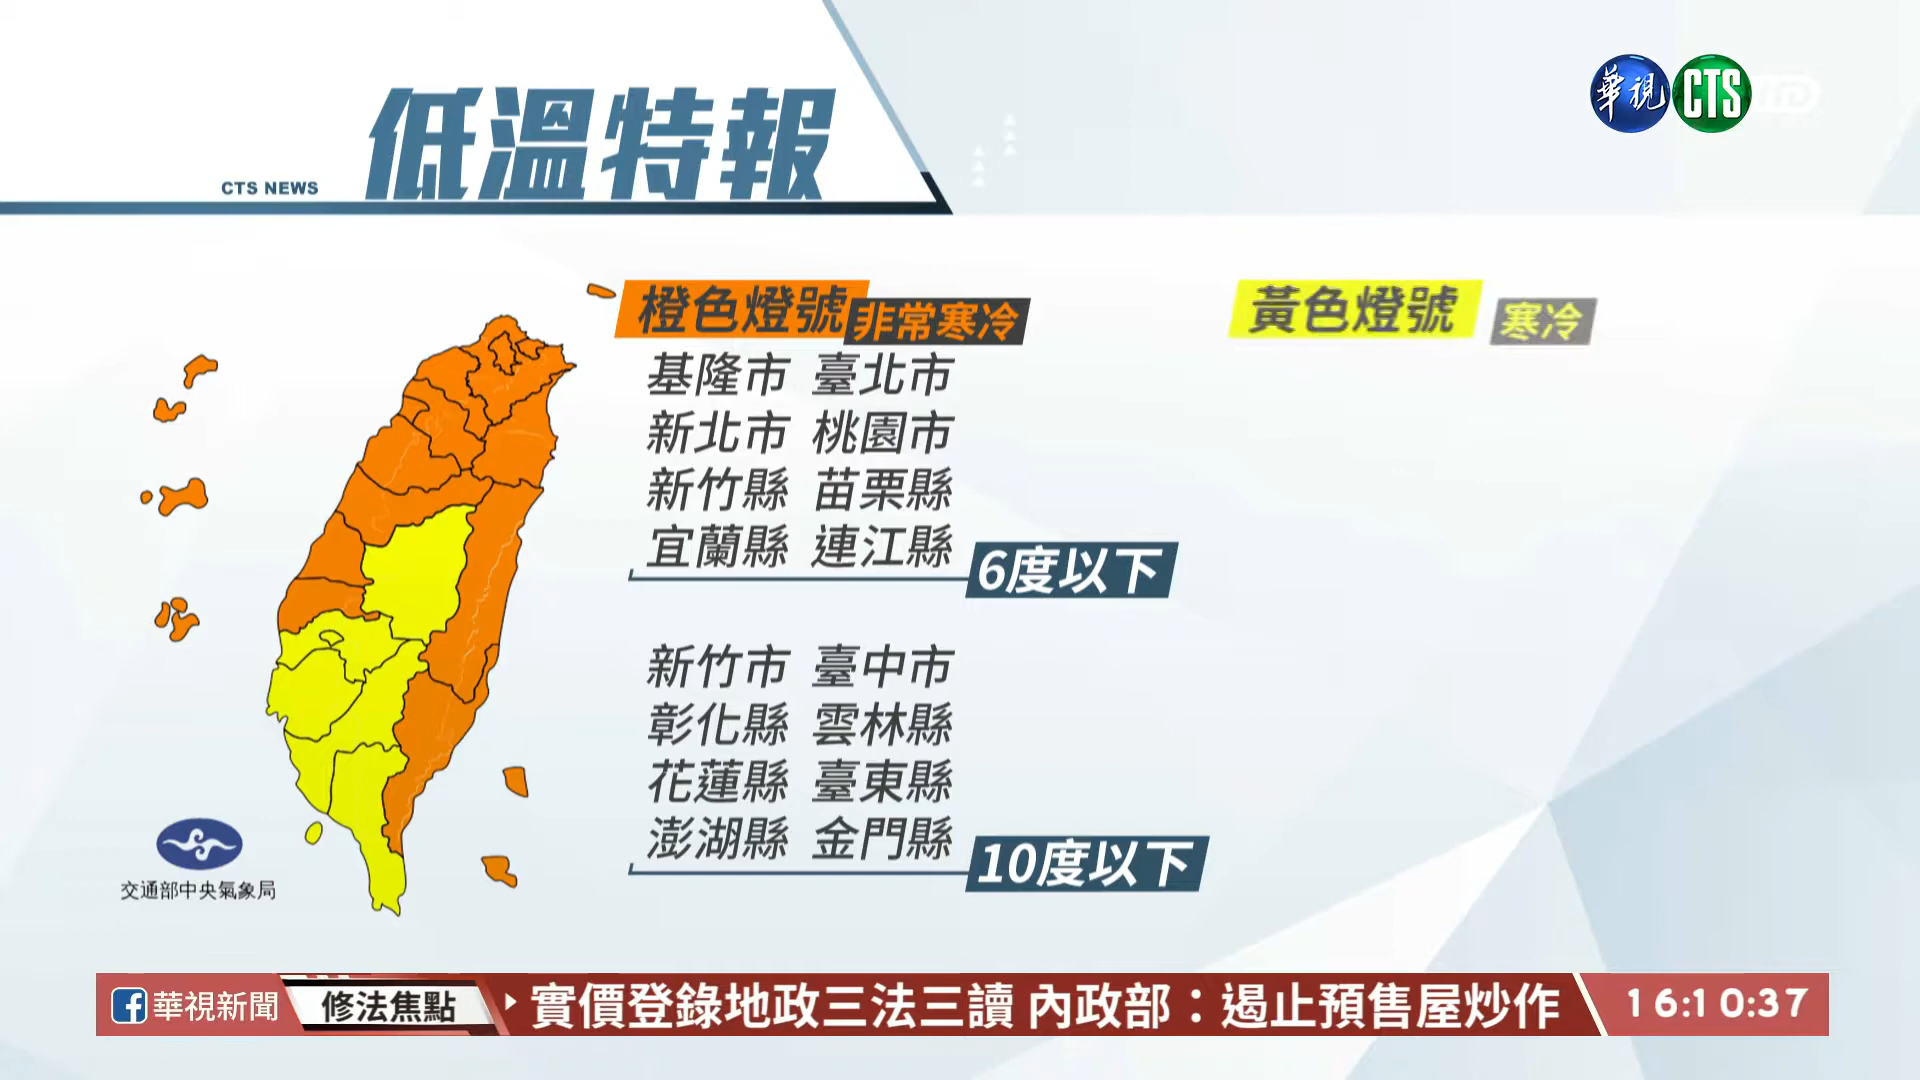 華視 CTS
低溫特報
CTS NEWS
橙色燈號 非常寒冷
基隆市 臺北市
新北市 桃園市
新竹縣 苗栗縣
宜蘭縣 連江縣
6度以下
新竹市 臺中市
彰化縣 雲林縣
花蓮縣 臺東縣
澎湖縣 金門縣
10度以下
黃色燈號 寒冷
交通部中央氣象局
華視新聞 修法焦點 實價登錄地政三法三讀 內政部：遏止預售屋炒作 16:10:37